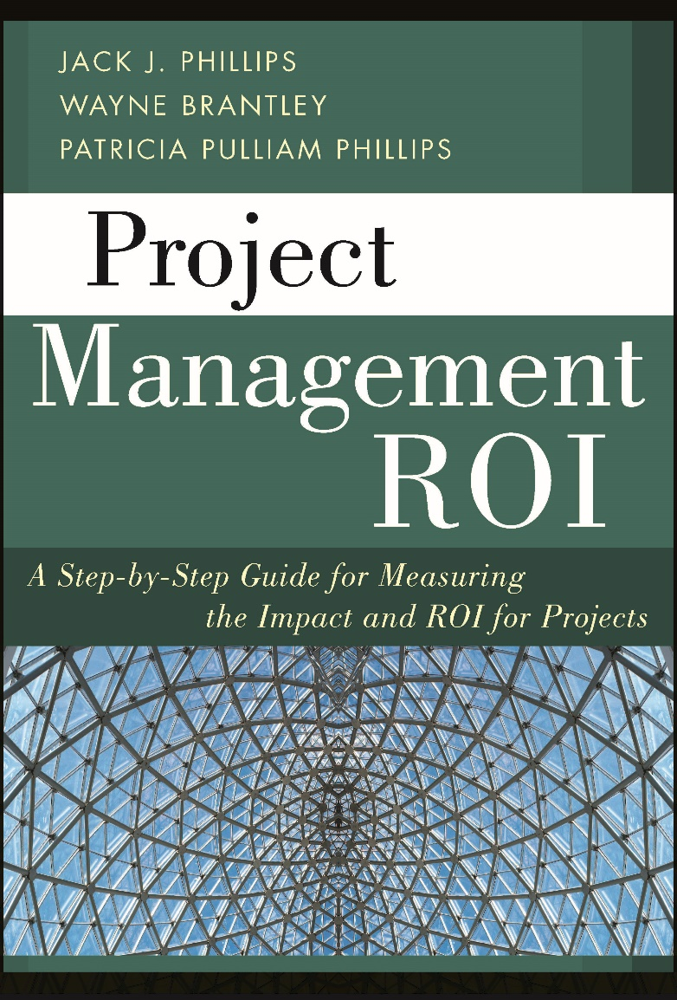 JACK J. PHILLIPS
WAYNE BRANTLEY
PATRICIA PULLIAM PHILLIPS
Project
Management
ROI
A Step-by-Step Guide for Measuring
the Impact and ROI for Projects